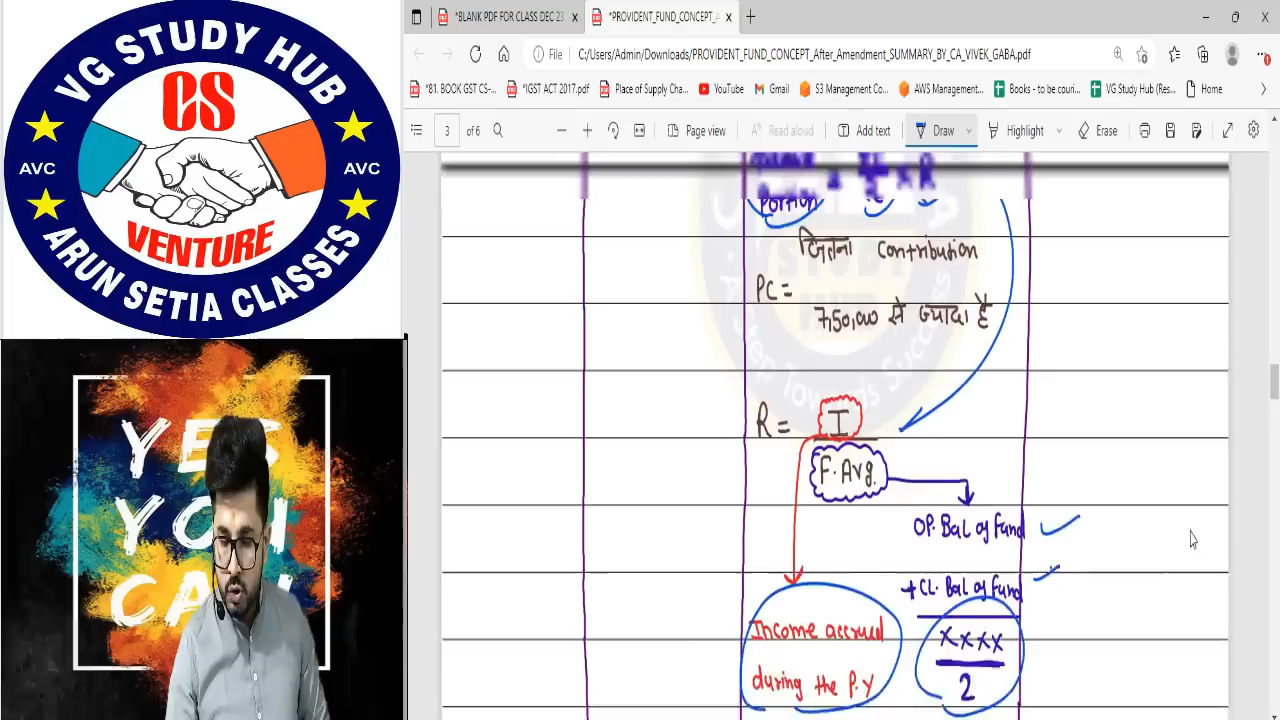 VG STUDY HUB
CS
AVC
AVC
VENTURE
ARUN SETIA CLASSES
YES
YOU
CAN
*BLANK PDF FOR CLASS DEC 23
*PROVIDENT_FUND_CONCEPT_
File
C:/Users/Admin/Downloads/PROVIDENT_FUND_CONCEPT_After_Amendment_SUMMARY_BY_CA_VIVEK_GABA.pdf
*81. BOOK GST CS-...
*IGST ACT 2017.pdf
Place of Supply Cha...
YouTube
Gmail
S3 Management Co...
AWS Management...
Books - to be couri...
VG Study Hub (Res...
Home
3 of 6
Page view
Read aloud
Add text
Draw
Highlight
Erase
Portion
× R
जितना contribution
PC =
7,50,000 से ज्यादा है
R = I
F. Avg.
OP. Bal of Fund
+ CL. Bal of Fund
Income accrued
XXXX
during the P.Y
2